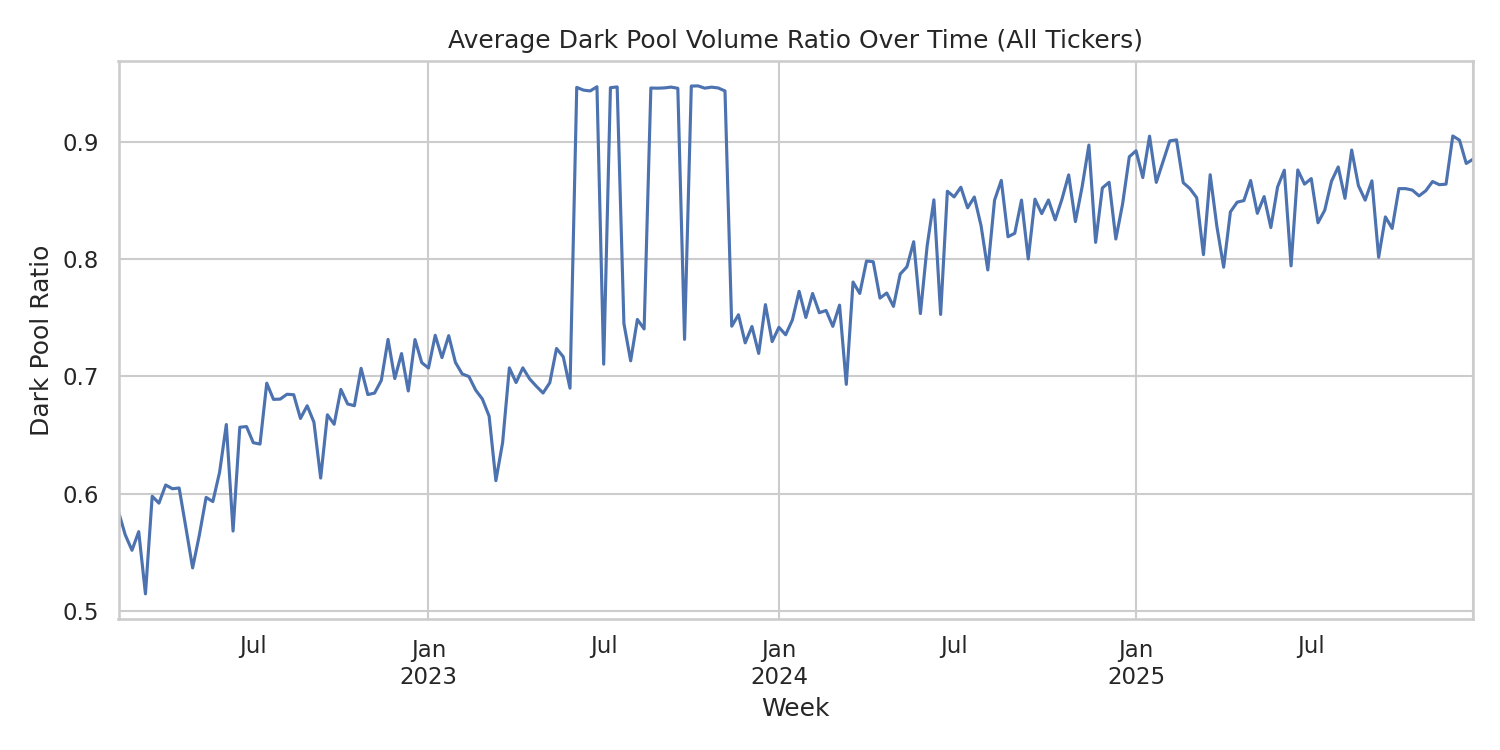 Average Dark Pool Volume Ratio Over Time (All Tickers)
Dark Pool Ratio
0.9
0.8
0.7
0.6
0.5
Jul
Jan
2023
Jul
Jan
2024
Jul
Jan
2025
Jul
Week